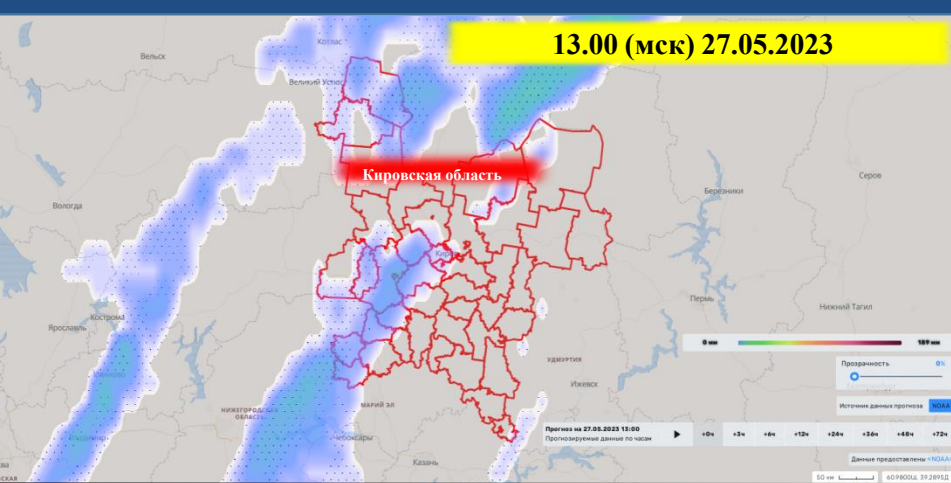 13.00 (мск) 27.05.2023
Котлас
Вельск
Великий Устюг
Кировская область
Серов
Березники
Вологда
Киров
Пермь
Нижний Тагил
Кострома
Ярославль
0 мм
189 мм
УДМУРТИЯ
Прозрачность
0%
Иваново
Ижевск
МАРИЙ ЭЛ
Источник данных прогноза
NOAA
НИЖЕГОРОДСКАЯ
ОБЛАСТЬ
Прогноз на 27.05.2023 13:00
Прогнозируемые данные по часам
+0ч +3ч +6ч +12ч +24ч +36ч +48ч +72ч
Владимир
Чебоксары
Казань
Данные предоставлены «NOAA»
50 км